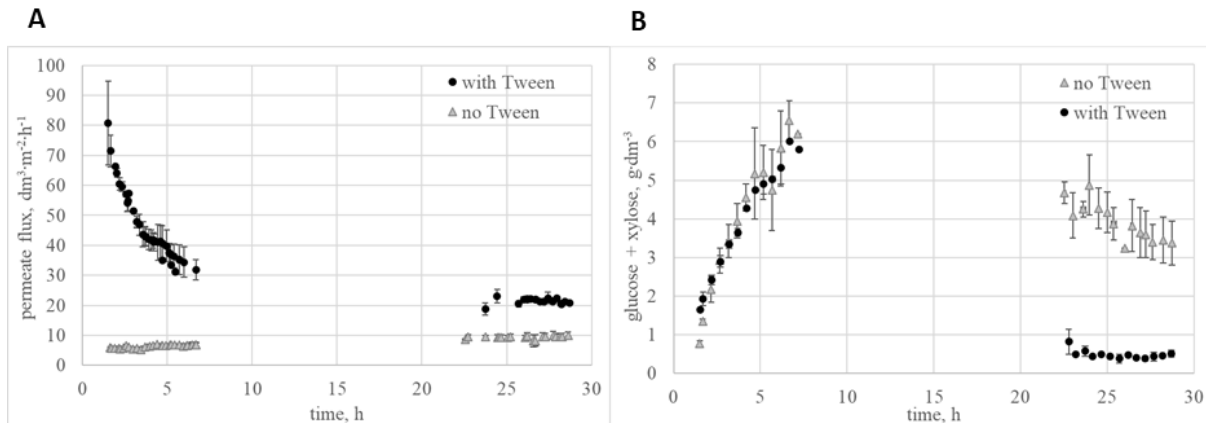 A
permeate flux, dm³·m⁻²·h⁻¹
100
90
80
70
60
50
40
30
20
10
0
with Tween
no Tween
0 5 10 15 20 25 30
time, h
B
glucose + xylose, g·dm⁻³
8
7
6
5
4
3
2
1
0
no Tween
with Tween
0 5 10 15 20 25 30
time, h